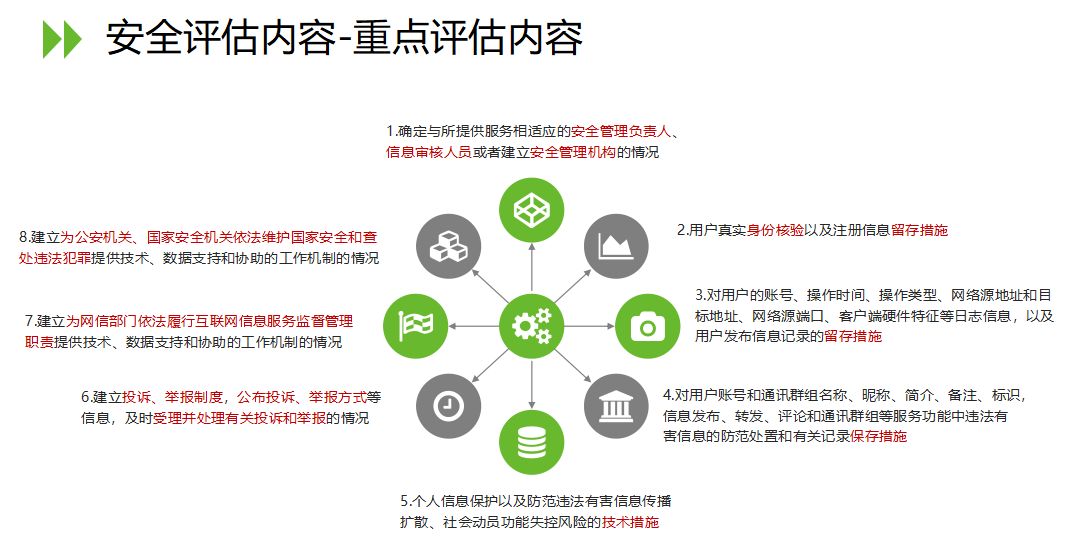 安全评估内容-重点评估内容
1.确定与所提供服务相适应的安全管理负责人、
信息审核人员或者建立安全管理机构的情况
2.用户真实身份核验以及注册信息留存措施
3.对用户的账号、操作时间、操作类型、网络源地址和目
标地址、网络源端口、客户端硬件特征等日志信息，以及
用户发布信息记录的留存措施
4.对用户账号和通讯群组名称、昵称、简介、备注、标识，
信息发布、转发、评论和通讯群组等服务功能中违法有
害信息的防范处置和有关记录保存措施
5.个人信息保护以及防范违法有害信息传播
扩散、社会动员功能失控风险的技术措施
6.建立投诉、举报制度，公布投诉、举报方式等
信息，及时受理并处理有关投诉和举报的情况
7.建立为网信部门依法履行互联网信息服务监督管理
职责提供技术、数据支持和协助的工作机制的情况
8.建立为公安机关、国家安全机关依法维护国家安全和查
处违法犯罪提供技术、数据支持和协助的工作机制的情况